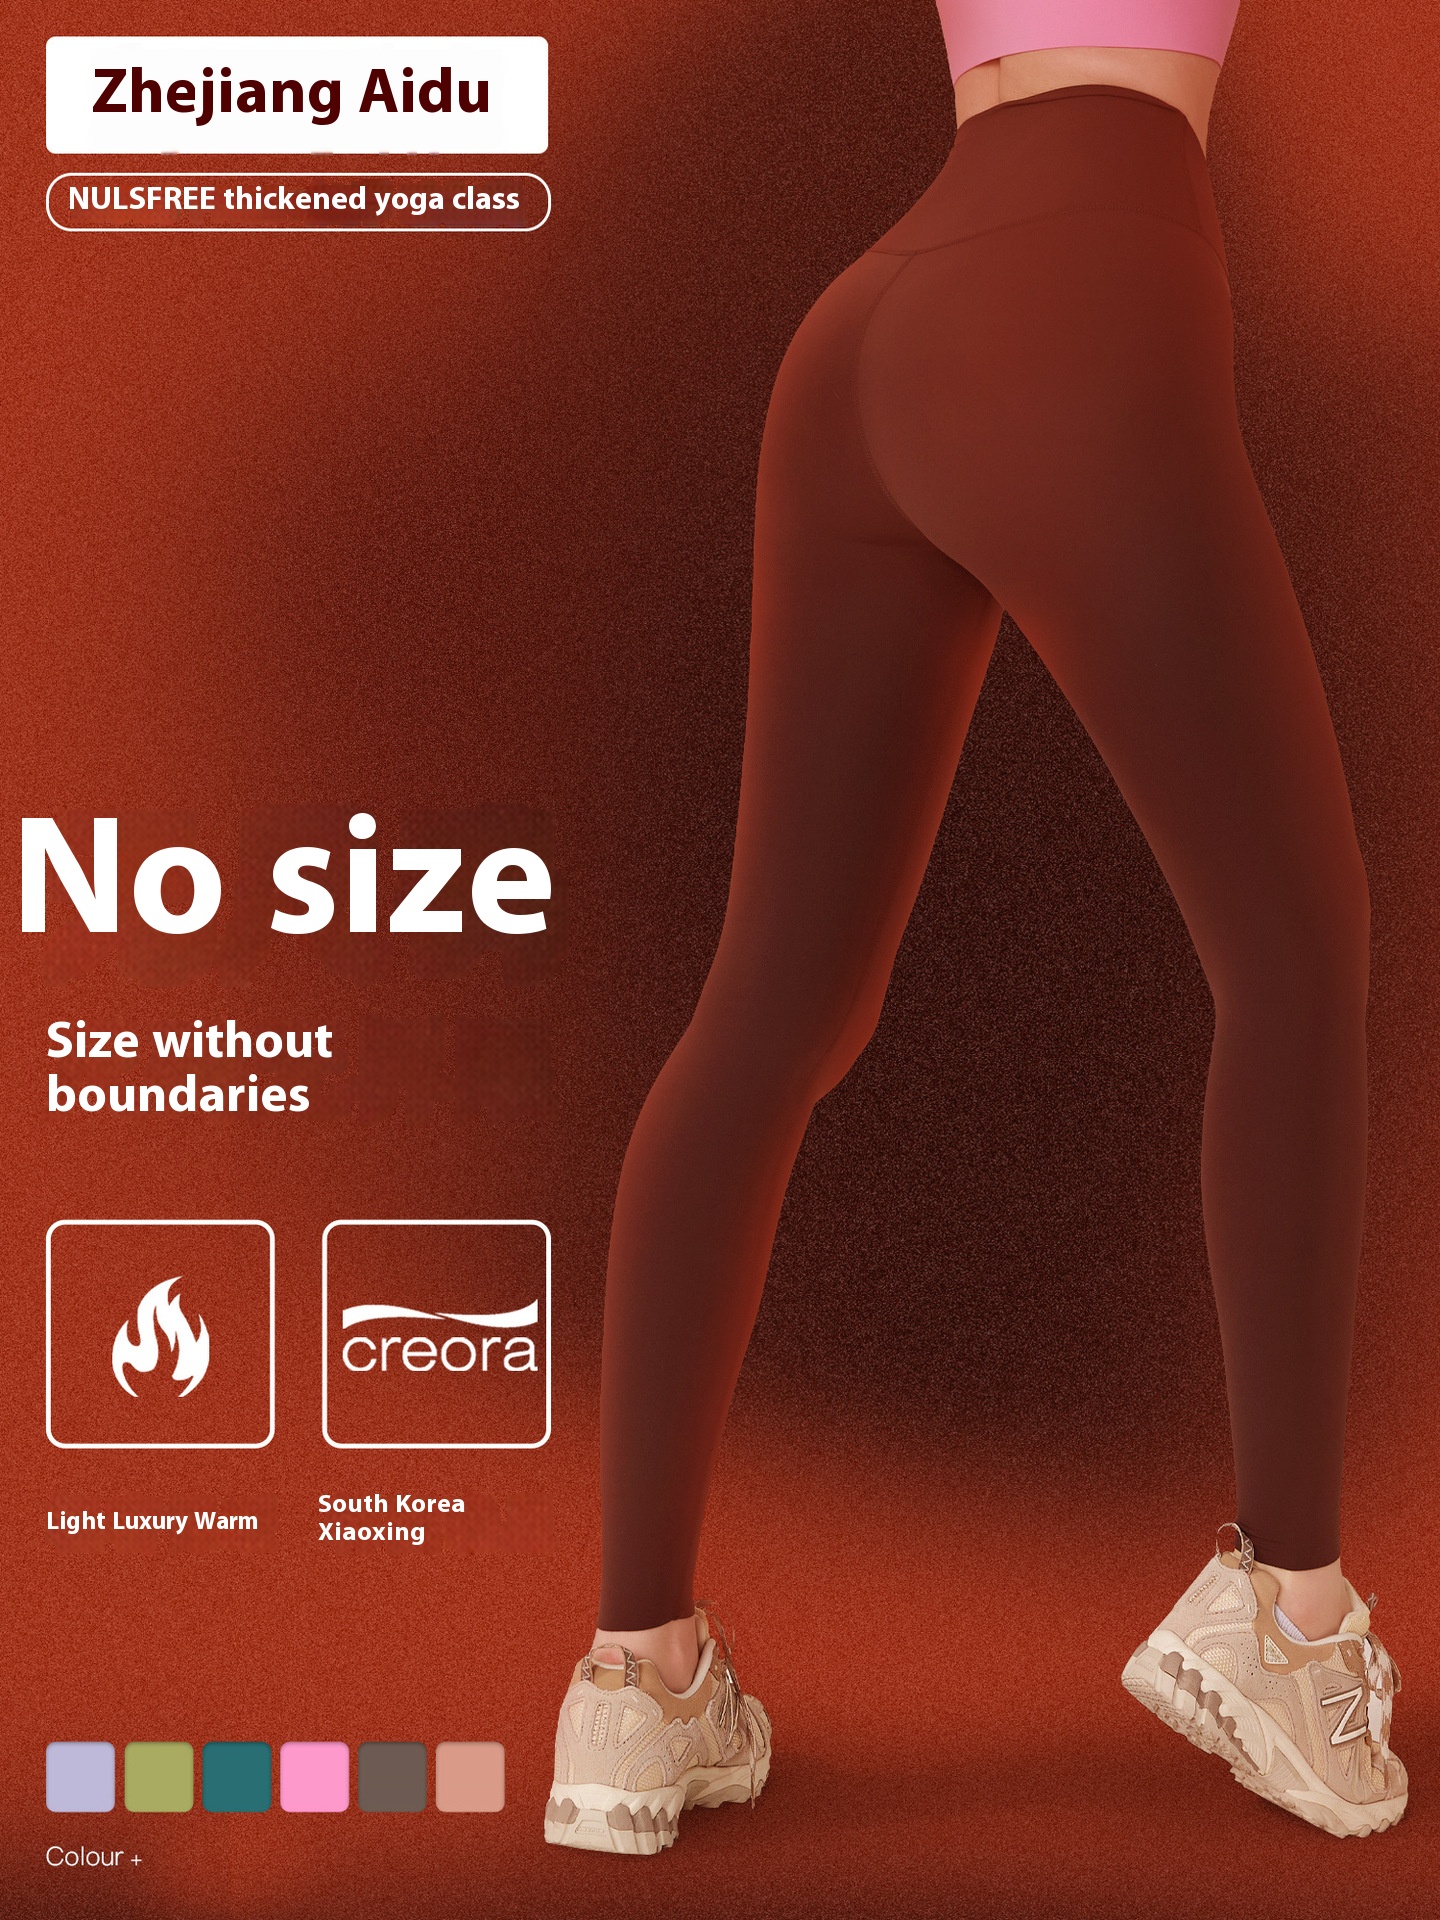 Zhejiang Aidu
NULSFREE thickened yoga class
No size
Size without
boundaries
creora
Light Luxury Warm
South Korea
Xiaoxing
Colour +
N